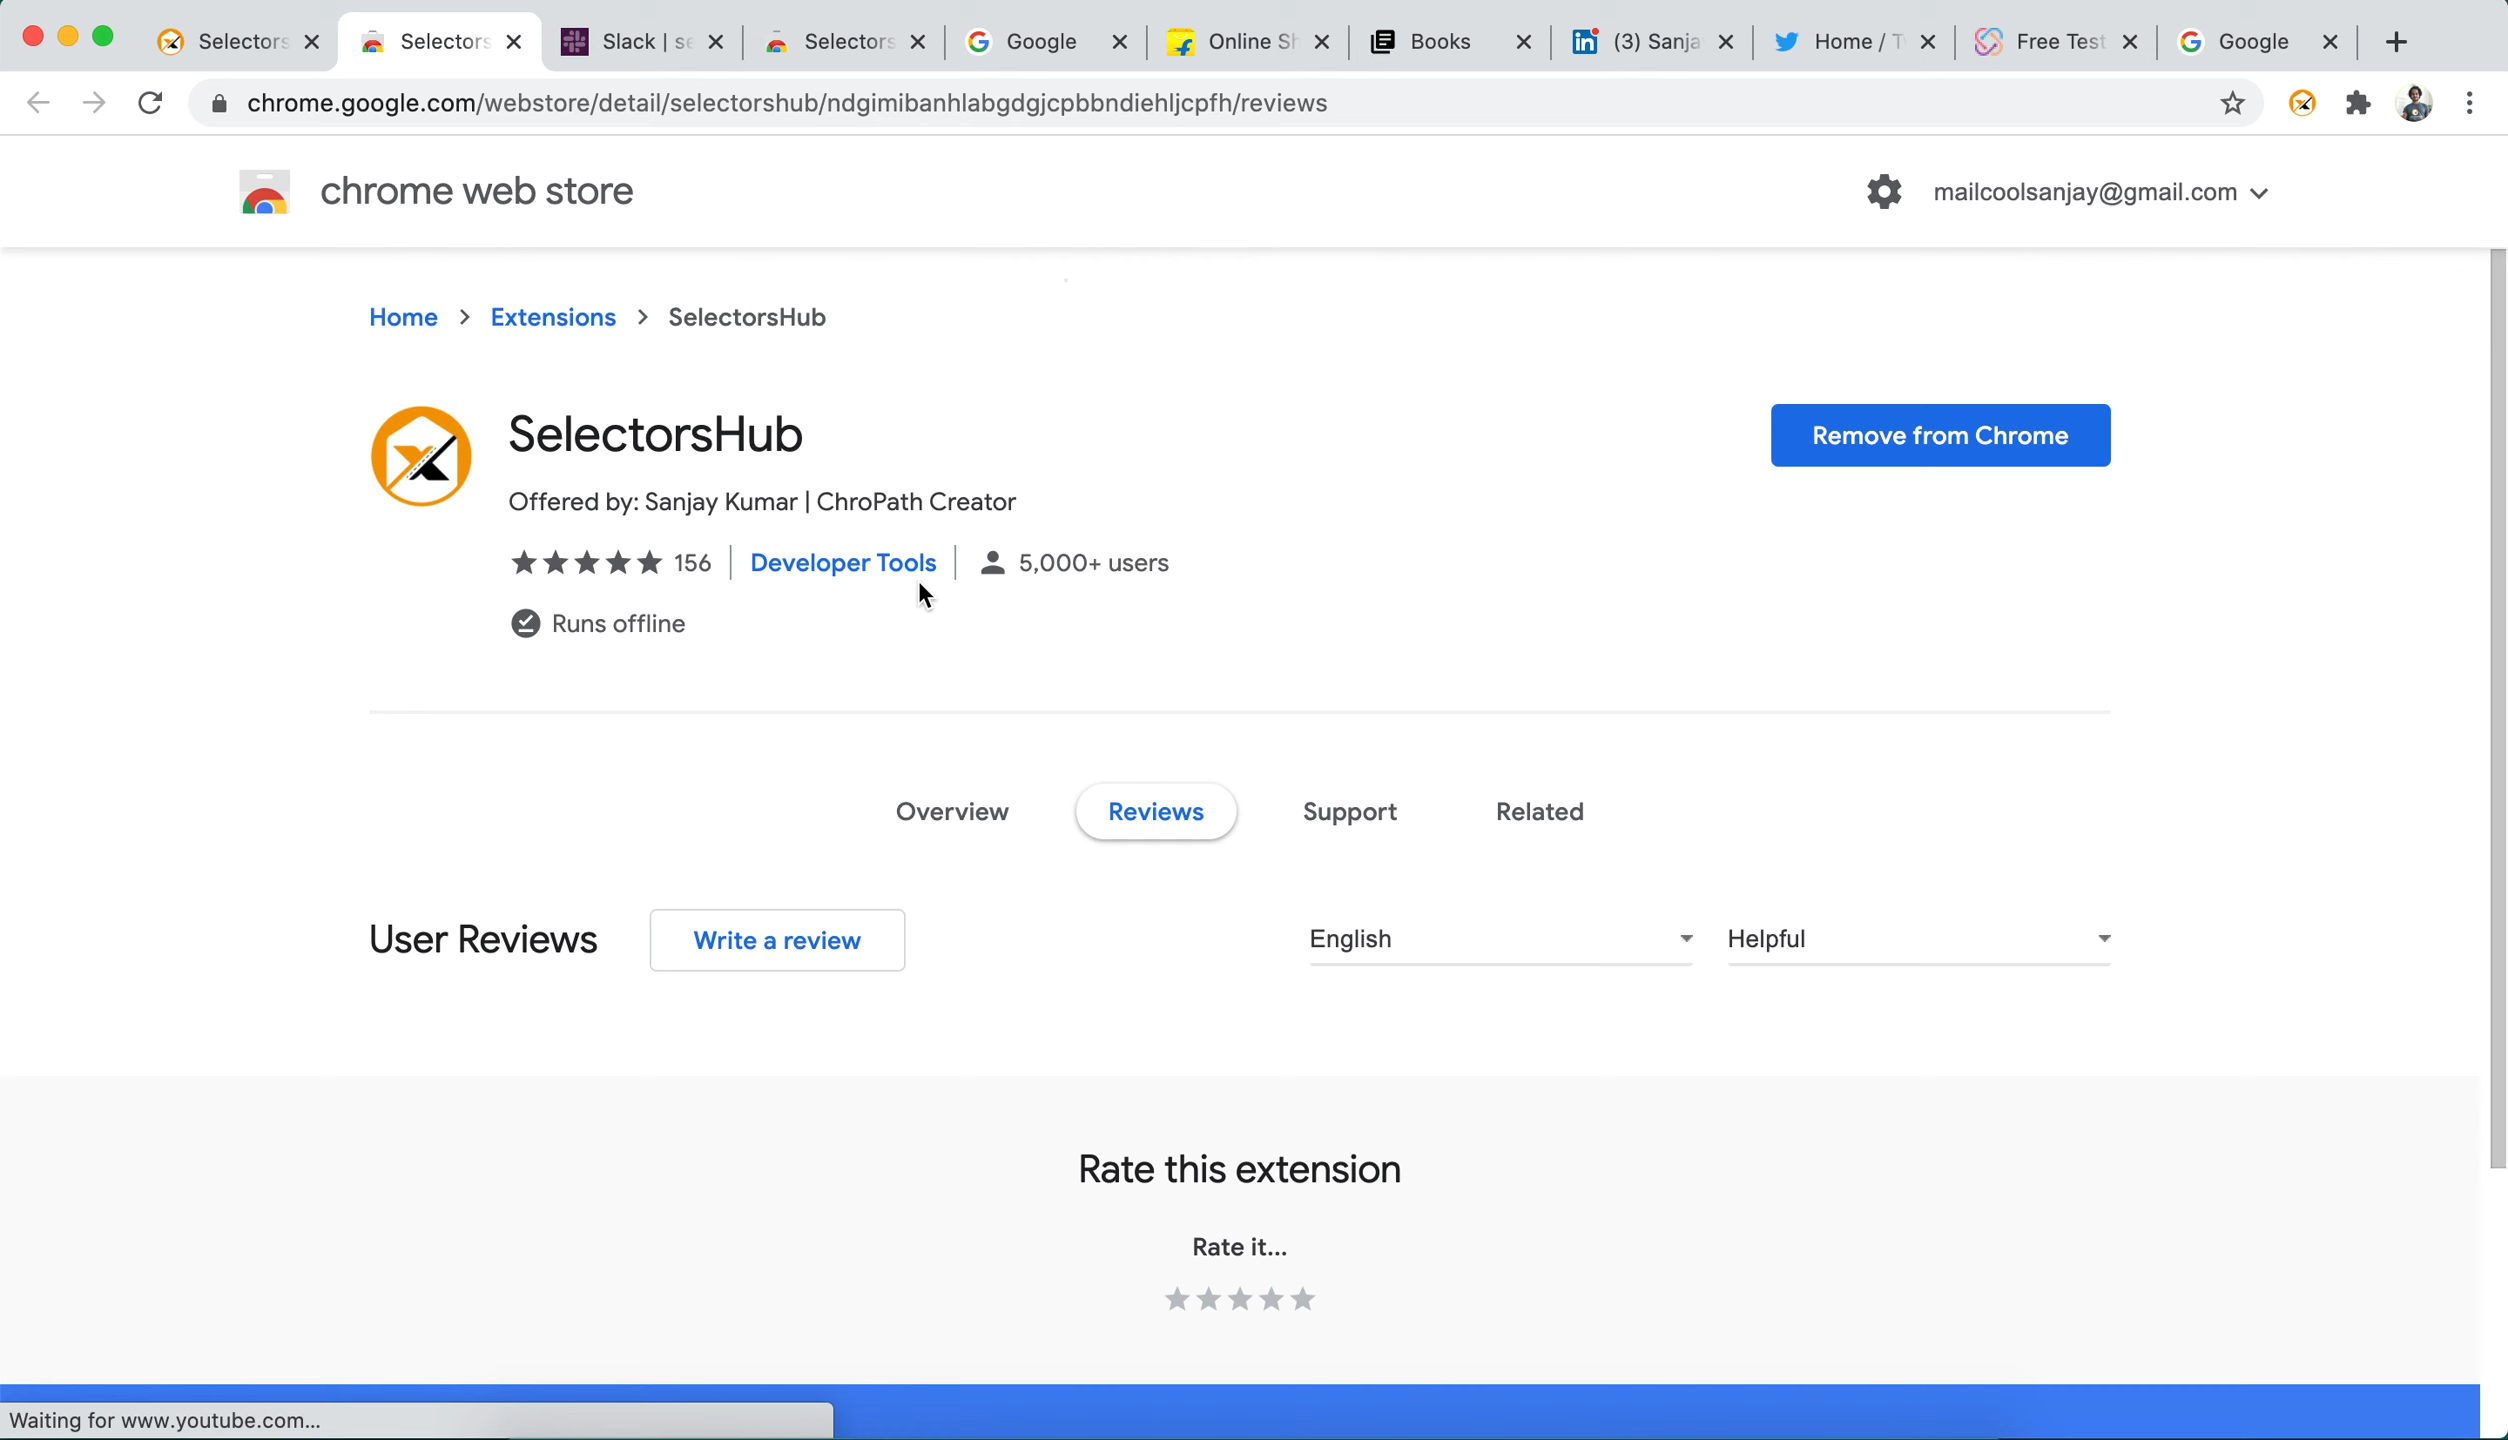 Selectors
Selectors
Slack | se
Selectors
Google
Online Sh
Books
(3) Sanja
Home / T
Free Test
Google
chrome.google.com/webstore/detail/selectorshub/ndgimibanhlabgdgjcpbbndiehljcpfh/reviews
chrome web store
mailcoolsanjay@gmail.com
Home > Extensions > SelectorsHub
SelectorsHub
Remove from Chrome
Offered by: Sanjay Kumar | ChroPath Creator
156 Developer Tools 5,000+ users
Runs offline
Overview Reviews Support Related
User Reviews Write a review English Helpful
Rate this extension
Rate it...
Waiting for www.youtube.com...